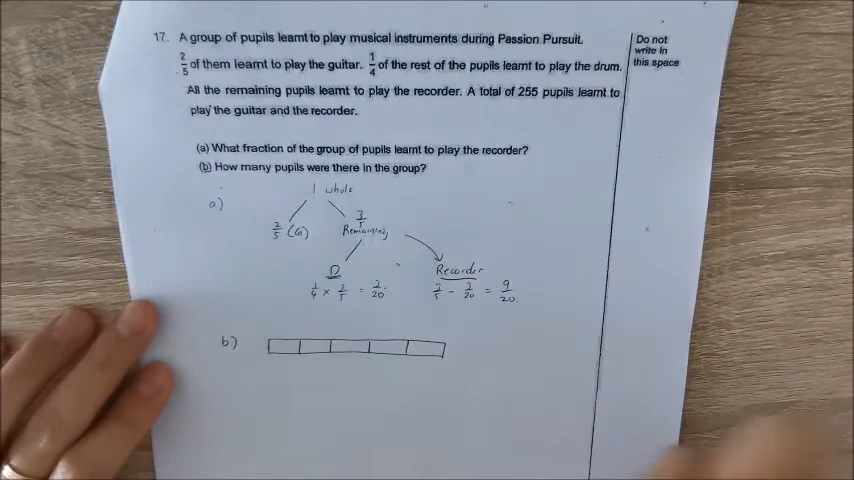 17. A group of pupils learnt to play musical instruments during Passion Pursuit.
2/5 of them learnt to play the guitar. 1/4 of the rest of the pupils learnt to play the drum.
All the remaining pupils learnt to play the recorder. A total of 255 pupils learnt to
play the guitar and the recorder.
Do not
write in
this space
(a) What fraction of the group of pupils learnt to play the recorder?
(b) How many pupils were there in the group?
a)
1 whole
2/5 (G)
3/5
Remaining
D
Recorder
1/4 × 3/5 = 3/20
3/5 - 3/20 = 9/20
b)